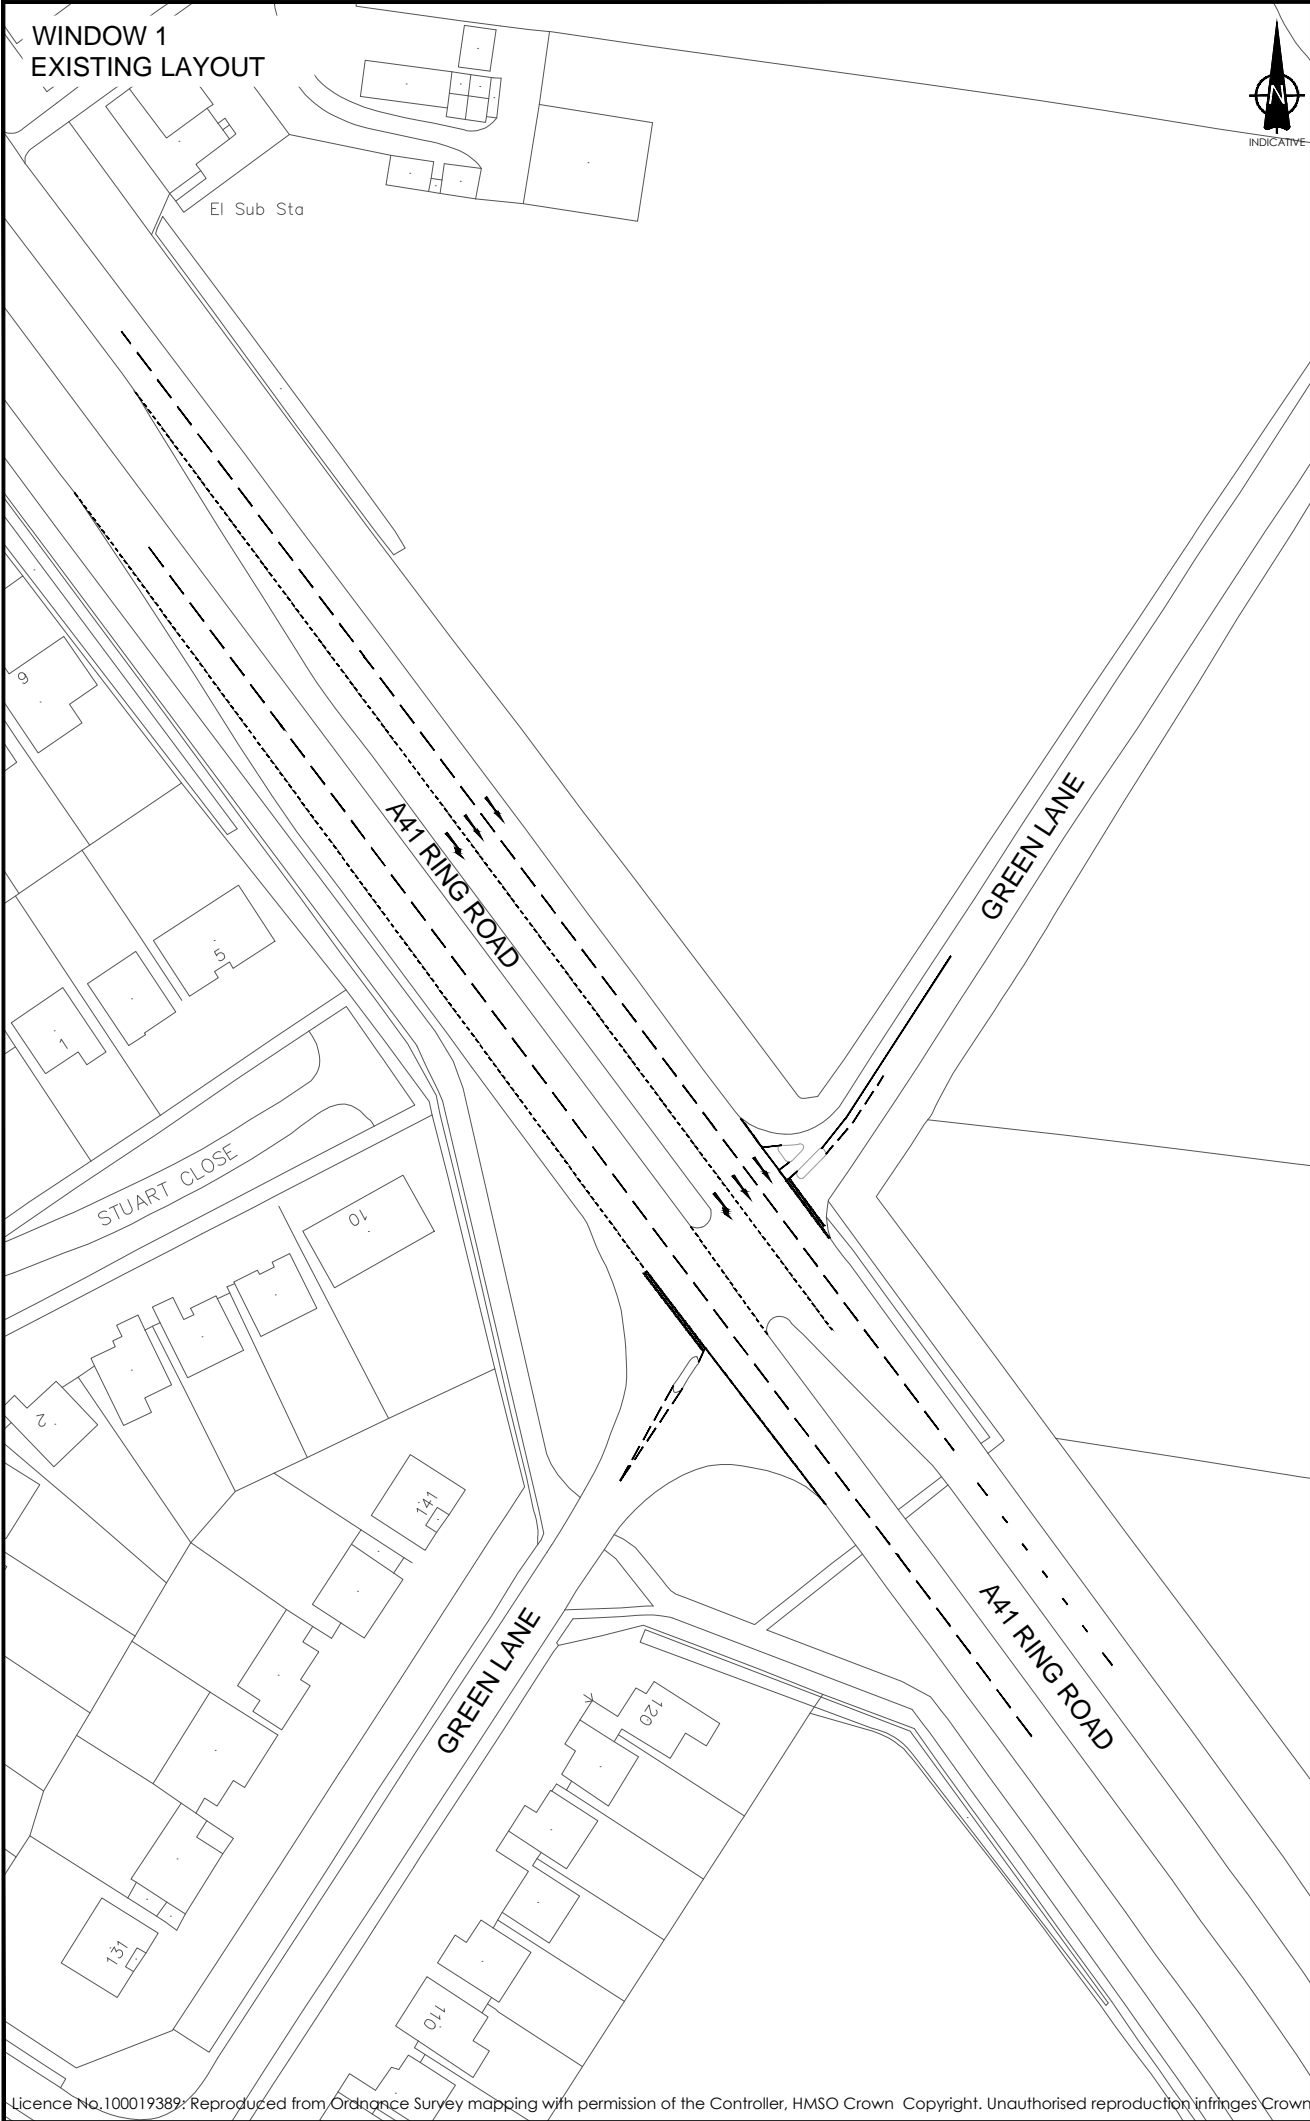 WINDOW 1
EXISTING LAYOUT
N
INDICATIVE
El Sub Sta
9
A41 RING ROAD
GREEN LANE
5
1
STUART CLOSE
10
2
141
A41 RING ROAD
GREEN LANE
120
131
110
Licence No.100019389: Reproduced from Ordnance Survey mapping with permission of the Controller, HMSO Crown Copyright. Unauthorised reproduction infringes Crown